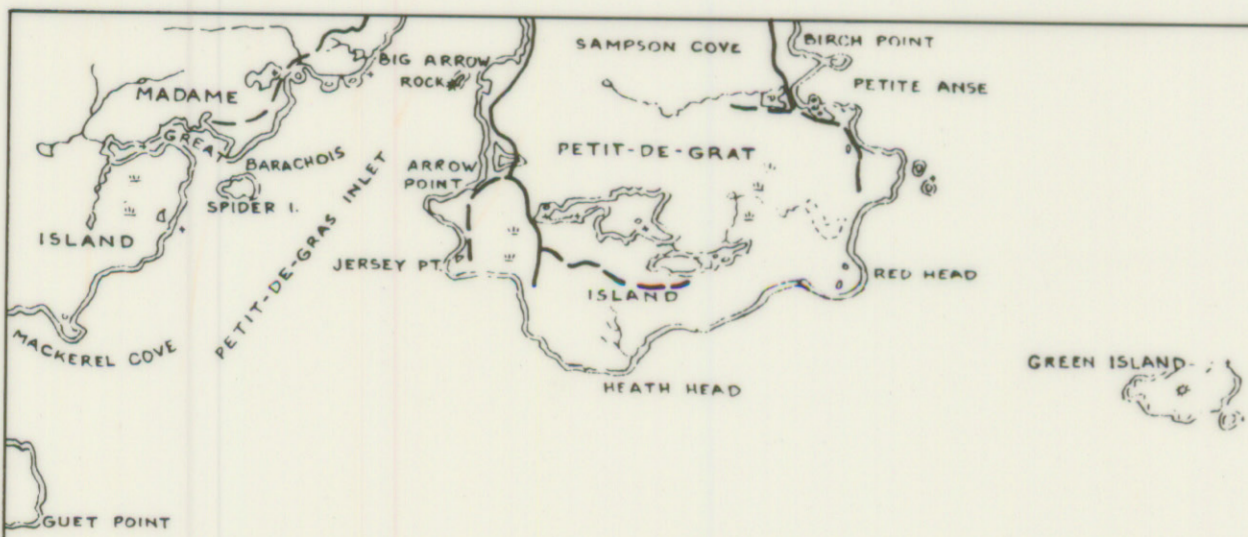 SAMPSON COVE
BIRCH POINT
BIG ARROW
ROCK
PETITE ANSE
MADAME
GREAT
BARACHOIS
PETIT-DE-GRAT
ARROW
POINT
SPIDER I.
ISLAND
PETIT-DE-GRAS INLET
JERSEY PT.
RED HEAD
ISLAND
MACKEREL COVE
GREEN ISLAND
HEATH HEAD
GUET POINT